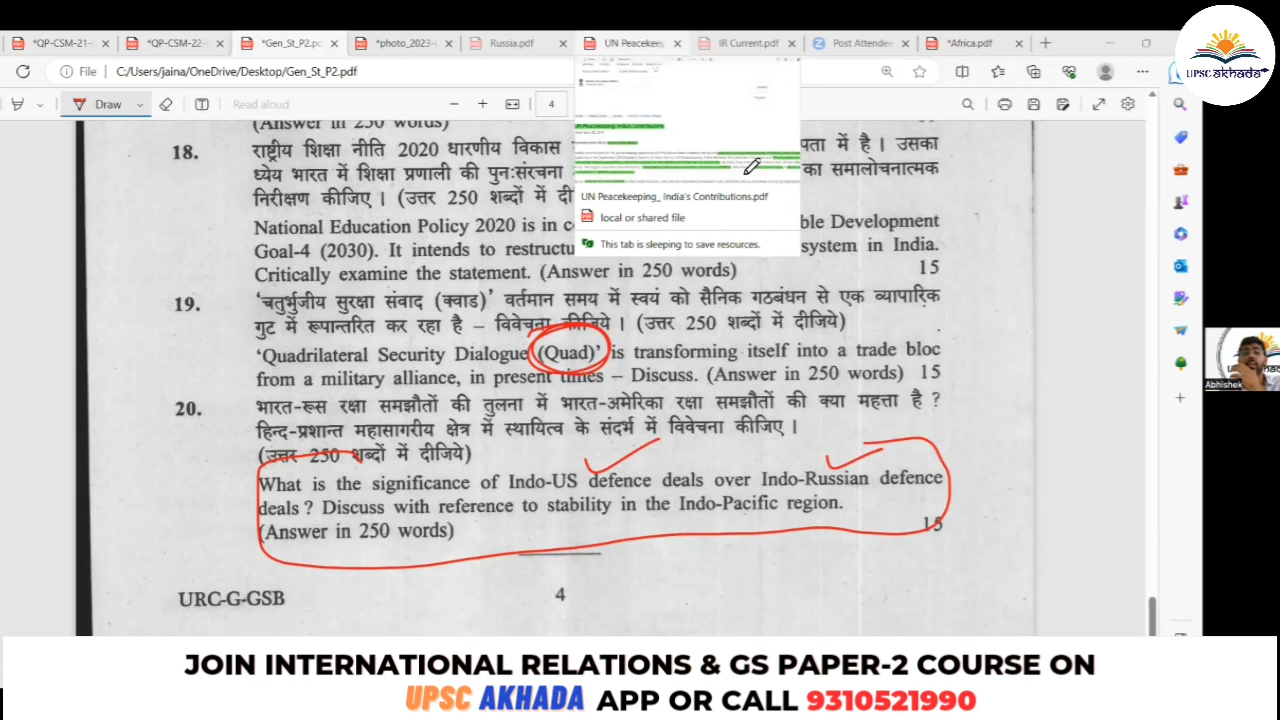 *QP-CSM-21-
*QP-CSM-22-
*Gen_St_P2.po
*photo_2023-
Russia.pdf
UN Peacekeep
IR Current.pdf
Post Attendee
*Africa.pdf
File
C:/Users/jaina/OneDrive/Desktop/Gen_St_P2.pdf
UPSC akhada
Draw
Read aloud
4
(Answer in 250 words)
18. राष्ट्रीय शिक्षा नीति 2020 धारणीय विकास
पता में है। उसका
ध्येय भारत में शिक्षा प्रणाली की पुनःसंरचना
का समालोचनात्मक
निरीक्षण कीजिए। (उत्तर 250 शब्दों में दी
UN Peacekeeping_ India's Contributions.pdf
local or shared file
This tab is sleeping to save resources.
National Education Policy 2020 is in c
ble Development
Goal-4 (2030). It intends to restructu
system in India.
Critically examine the statement. (Answer in 250 words) 15
19. ‘चतुर्भुजीय सुरक्षा संवाद (क्वाड)’ वर्तमान समय में स्वयं को सैनिक गठबंधन से एक व्यापारिक
गुट में रूपान्तरित कर रहा है – विवेचना कीजिये। (उत्तर 250 शब्दों में दीजिये)
‘Quadrilateral Security Dialogue (Quad)’ is transforming itself into a trade bloc
from a military alliance, in present times – Discuss. (Answer in 250 words) 15
20. भारत-रूस रक्षा समझौतों की तुलना में भारत-अमेरिका रक्षा समझौतों की क्या महत्ता है ?
हिन्द-प्रशान्त महासागरीय क्षेत्र में स्थायित्व के संदर्भ में विवेचना कीजिए।
(उत्तर 250 शब्दों में दीजिये)
What is the significance of Indo-US defence deals over Indo-Russian defence
deals ? Discuss with reference to stability in the Indo-Pacific region.
(Answer in 250 words) 15
URC-G-GSB
4
Abhishek
JOIN INTERNATIONAL RELATIONS & GS PAPER-2 COURSE ON
UPSC AKHADA APP OR CALL 9310521990